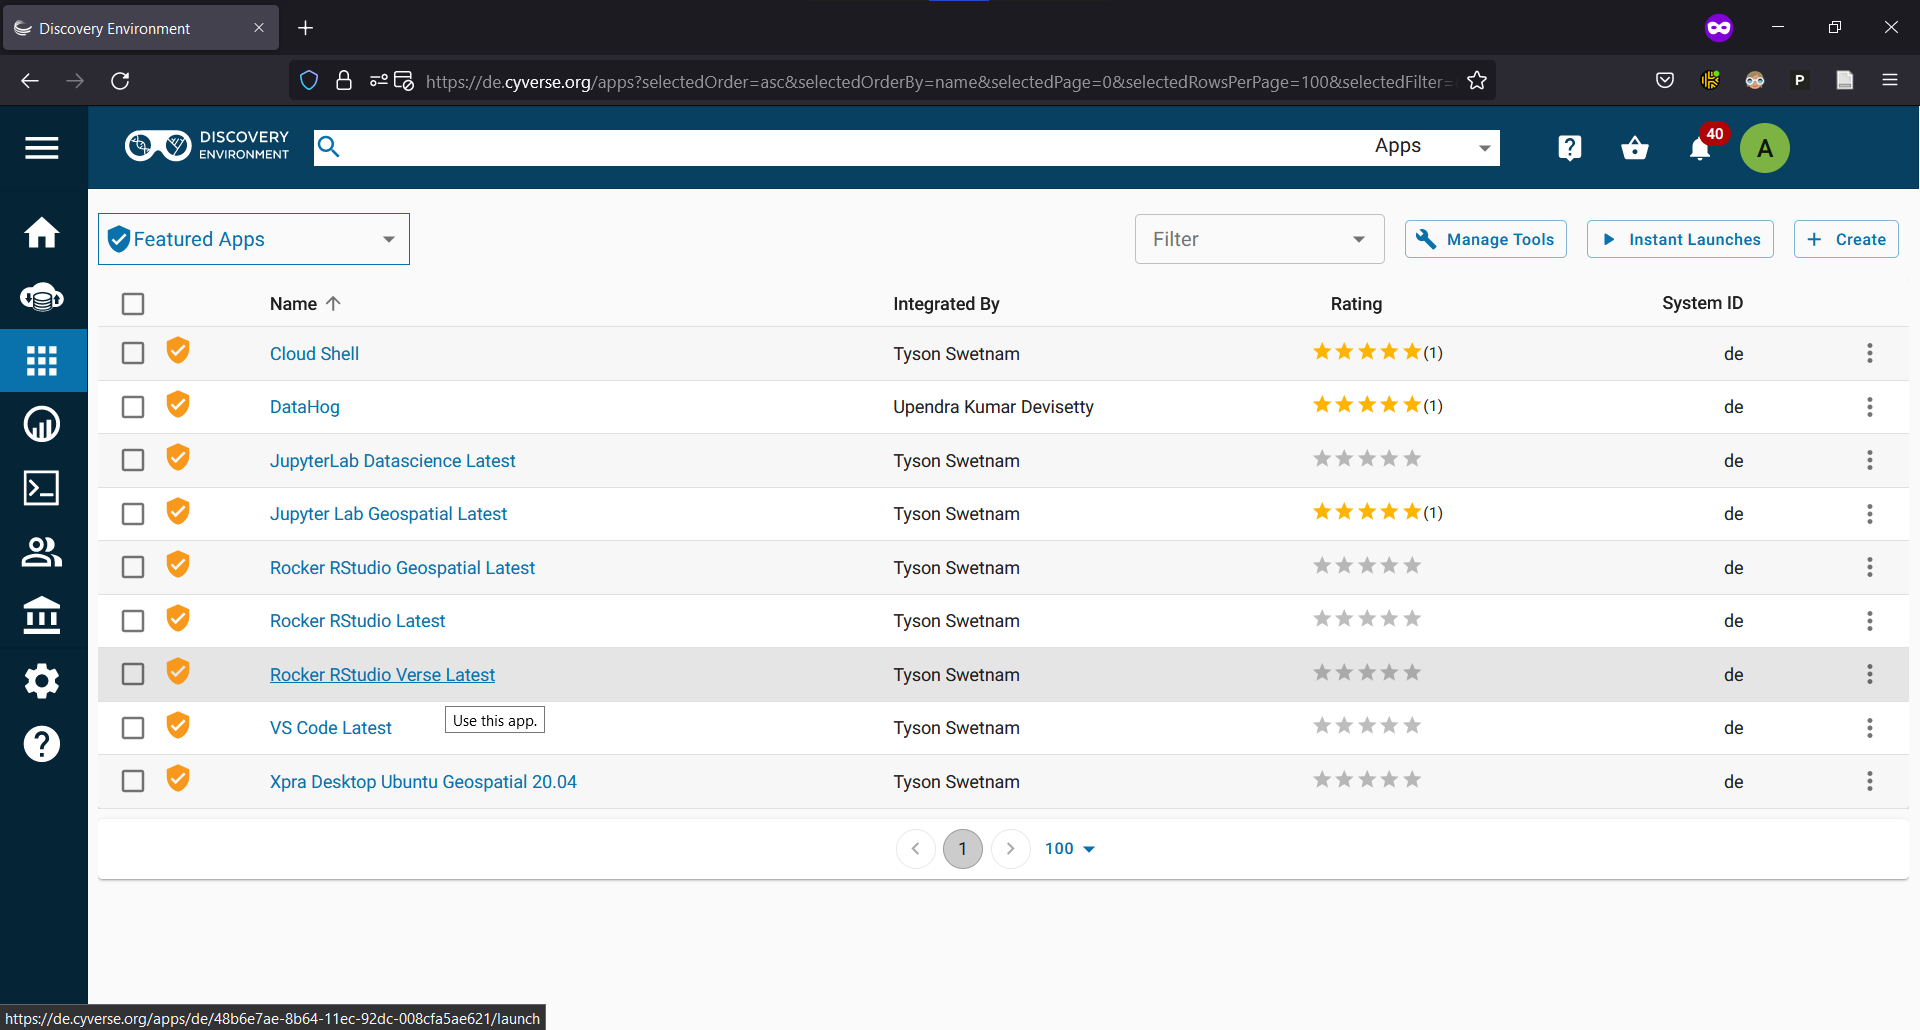 Discovery Environment
https://de.cyverse.org/apps?selectedOrder=asc&selectedOrderBy=name&selectedPage=0&selectedRowsPerPage=100&selectedFilter=
P
DISCOVERY
ENVIRONMENT
Apps
40
A
Featured Apps
Filter
Manage Tools
Instant Launches
+ Create
Name Integrated By Rating System ID
Cloud Shell Tyson Swetnam (1) de
DataHog Upendra Kumar Devisetty (1) de
JupyterLab Datascience Latest Tyson Swetnam de
Jupyter Lab Geospatial Latest Tyson Swetnam (1) de
Rocker RStudio Geospatial Latest Tyson Swetnam de
Rocker RStudio Latest Tyson Swetnam de
Rocker RStudio Verse Latest Tyson Swetnam de
Use this app.
VS Code Latest Tyson Swetnam de
Xpra Desktop Ubuntu Geospatial 20.04 Tyson Swetnam de
1 100
https://de.cyverse.org/apps/de/48b6e7ae-8b64-11ec-92dc-008cfa5ae621/launch